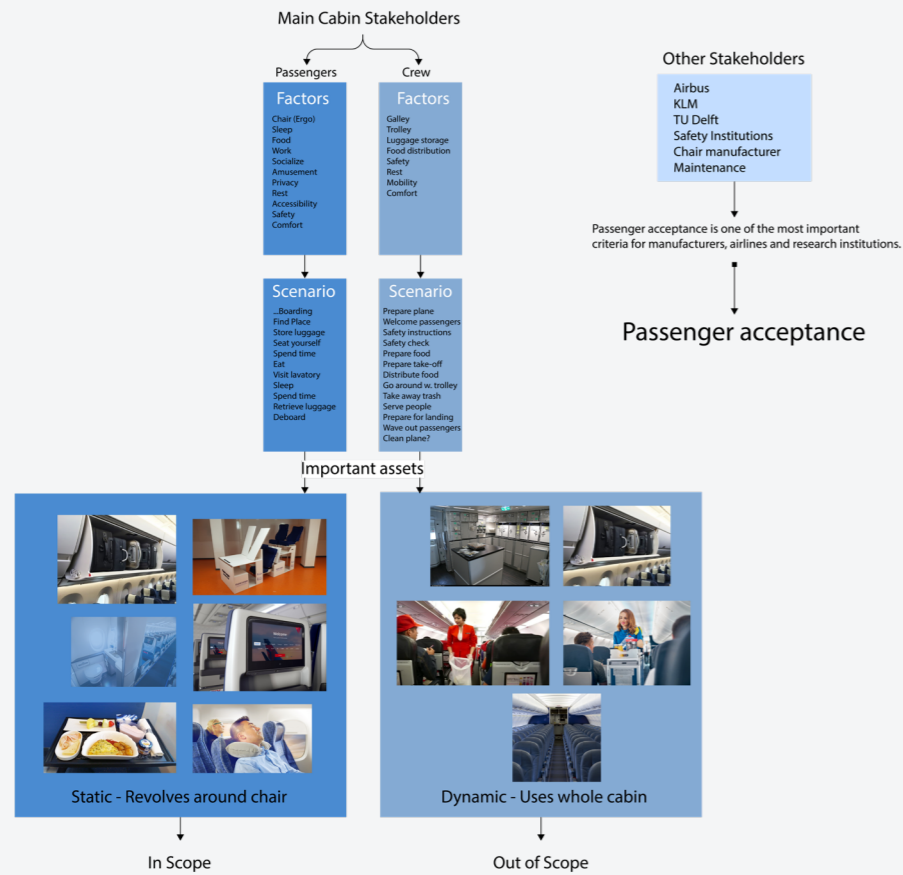 Main Cabin Stakeholders
Passengers
Factors
Chair (Ergo)
Sleep
Food
Work
Socialize
Amusement
Privacy
Rest
Accessibility
Safety
Comfort
Scenario
...Boarding
Find Place
Store luggage
Seat yourself
Spend time
Eat
Visit lavatory
Sleep
Spend time
Retrieve luggage
Deboard
Crew
Factors
Galley
Trolley
Luggage storage
Food distribution
Safety
Rest
Mobility
Comfort
Scenario
Prepare plane
Welcome passengers
Safety instructions
Safety check
Prepare food
Prepare take-off
Distribute food
Go around w. trolley
Take away trash
Serve people
Prepare for landing
Wave out passengers
Clean plane?
Important assets
Static - Revolves around chair
In Scope
Dynamic - Uses whole cabin
Out of Scope
Other Stakeholders
Airbus
KLM
TU Delft
Safety Institutions
Chair manufacturer
Maintenance
Passenger acceptance is one of the most important
criteria for manufacturers, airlines and research institutions.
Passenger acceptance